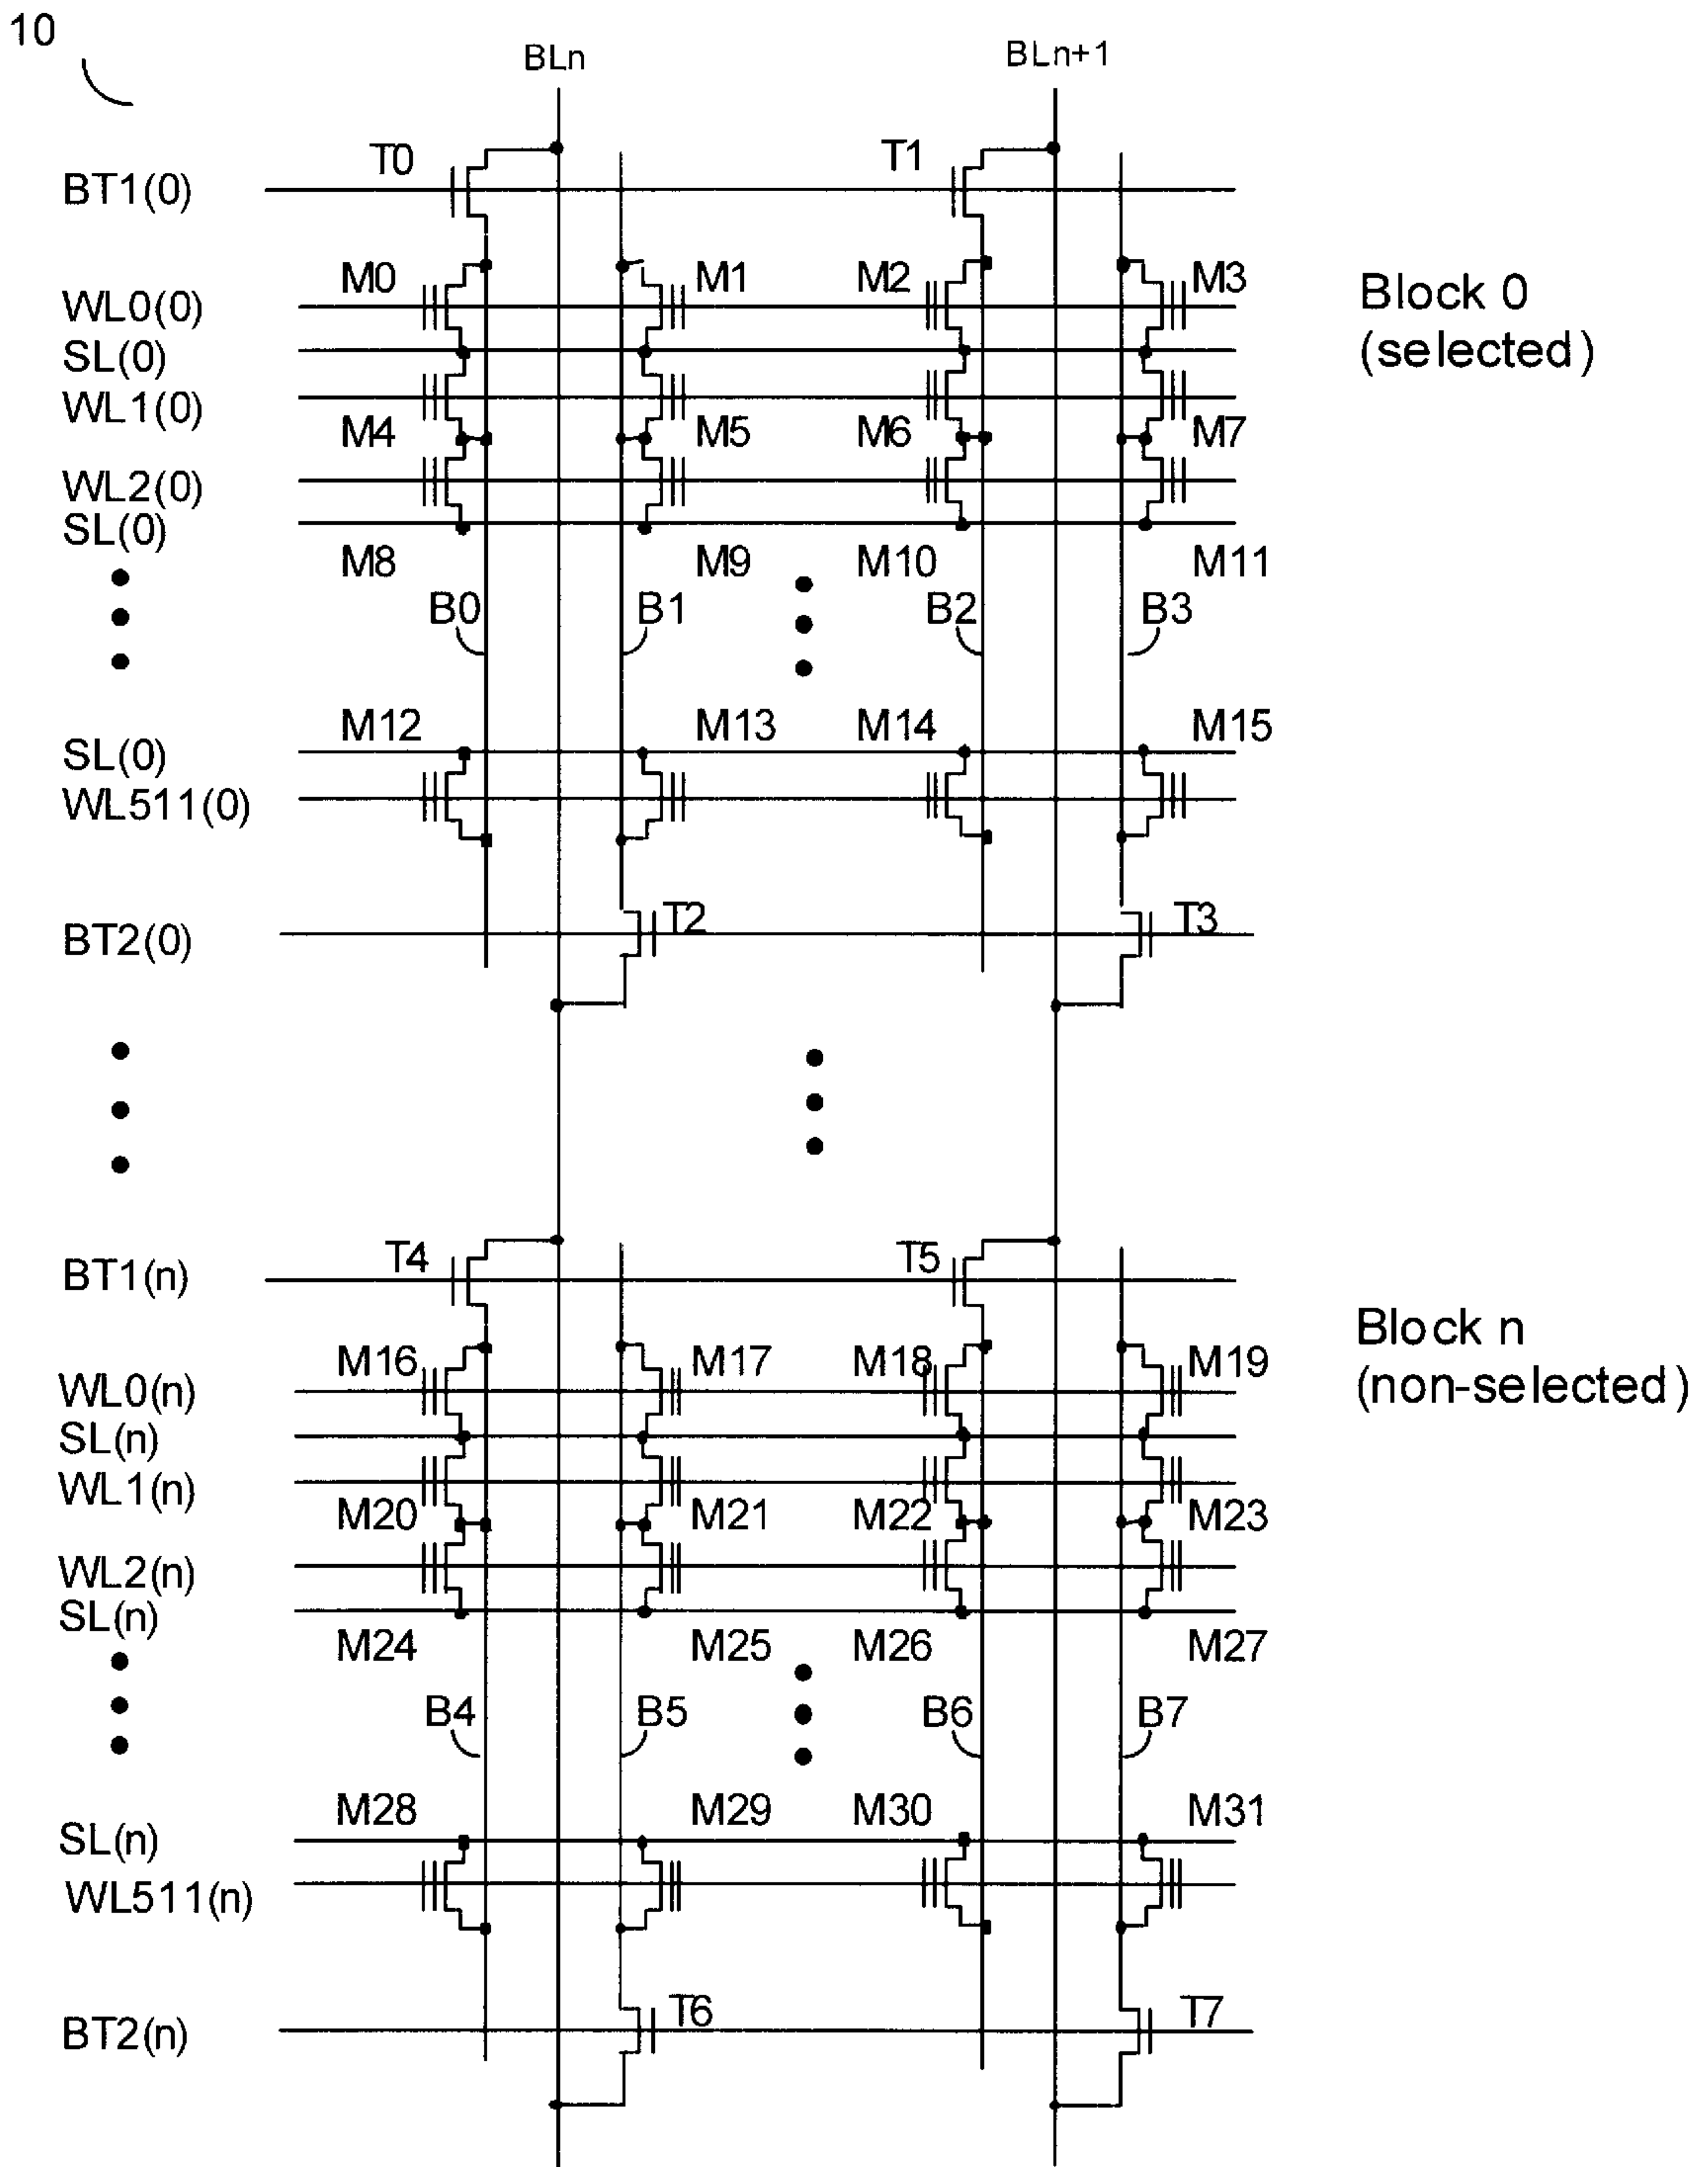 10
BLn BLn+1
T0 T1
BT1(0)
M0 M1 M2 M3
WL0(0)
Block 0
(selected)
SL(0)
WL1(0)
M4 M5 M6 M7
WL2(0)
SL(0)
M8 M9 M10 M11
B0 B1 B2 B3
M12 M13 M14 M15
SL(0)
WL511(0)
T2 T3
BT2(0)
T4 T5
BT1(n)
Block n
(non-selected)
M16 M17 M18 M19
WL0(n)
SL(n)
WL1(n)
M20 M21 M22 M23
WL2(n)
SL(n)
M24 M25 M26 M27
B4 B5 B6 B7
M28 M29 M30 M31
SL(n)
WL511(n)
T6 T7
BT2(n)